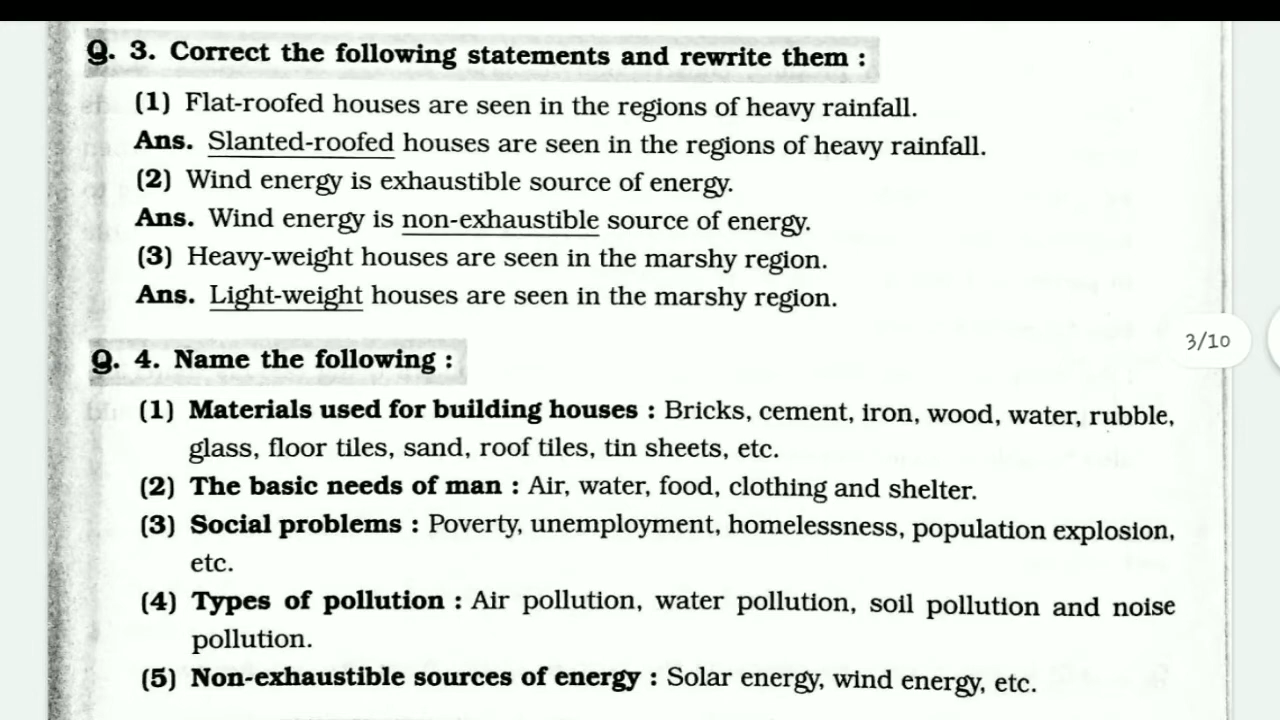 Q. 3. Correct the following statements and rewrite them :
(1) Flat-roofed houses are seen in the regions of heavy rainfall.
Ans. Slanted-roofed houses are seen in the regions of heavy rainfall.
(2) Wind energy is exhaustible source of energy.
Ans. Wind energy is non-exhaustible source of energy.
(3) Heavy-weight houses are seen in the marshy region.
Ans. Light-weight houses are seen in the marshy region.
3/10
Q. 4. Name the following :
(1) Materials used for building houses : Bricks, cement, iron, wood, water, rubble,
glass, floor tiles, sand, roof tiles, tin sheets, etc.
(2) The basic needs of man : Air, water, food, clothing and shelter.
(3) Social problems : Poverty, unemployment, homelessness, population explosion,
etc.
(4) Types of pollution : Air pollution, water pollution, soil pollution and noise
pollution.
(5) Non-exhaustible sources of energy : Solar energy, wind energy, etc.